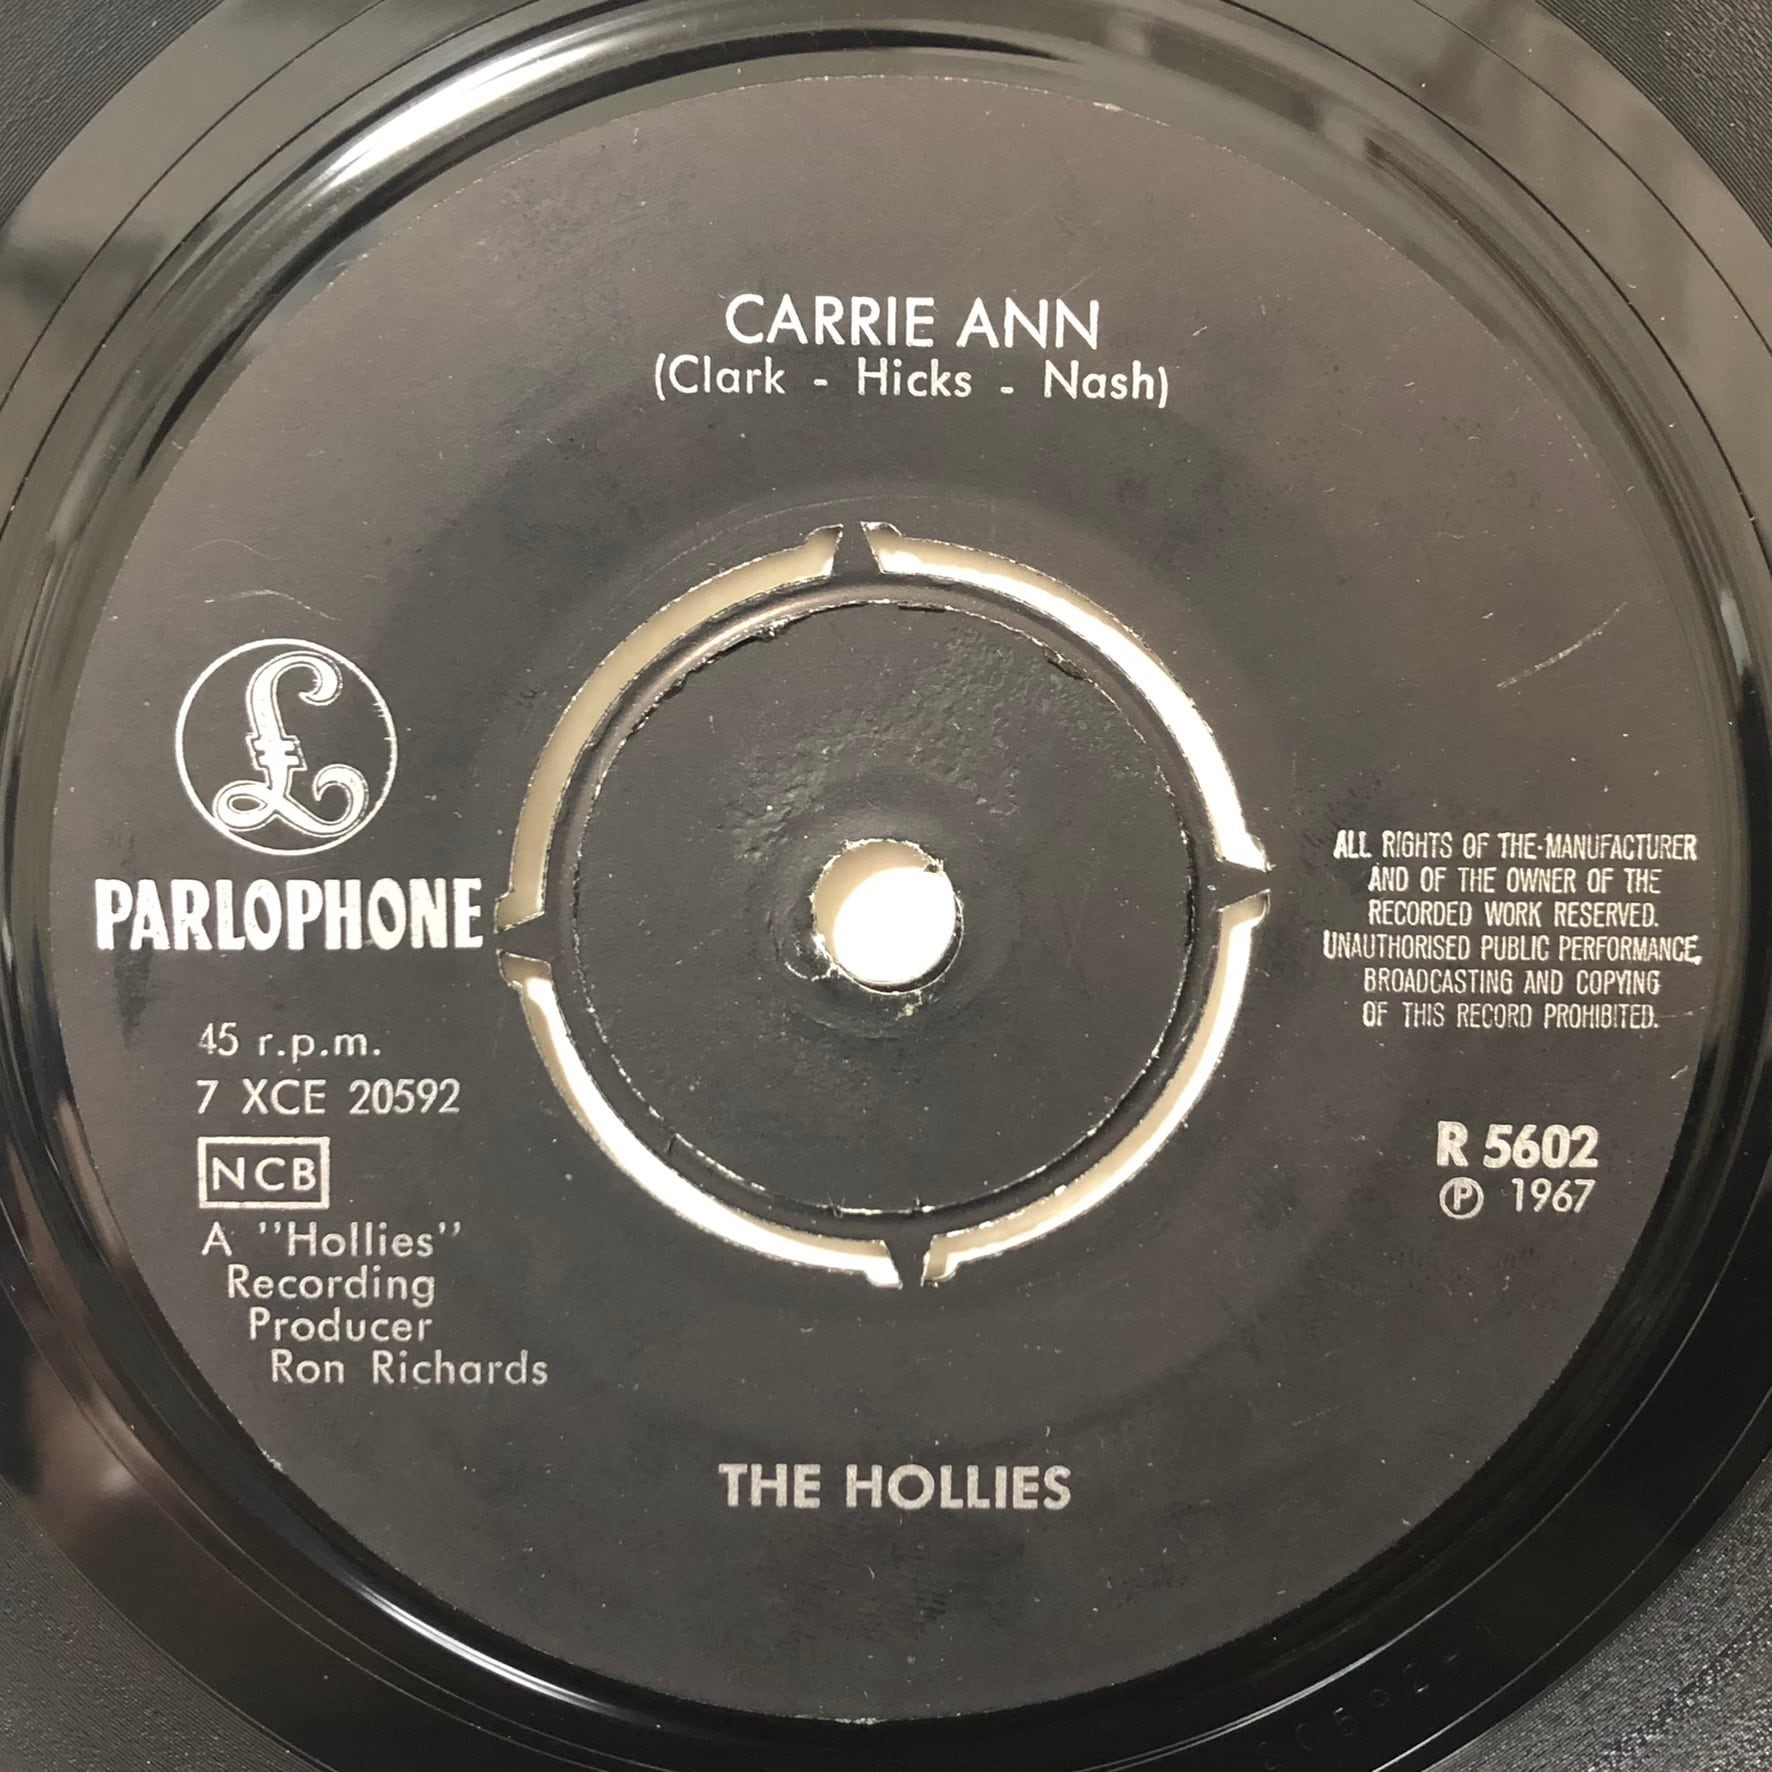 CARRIE ANN
(Clark - Hicks - Nash)
£
PARLOPHONE
45 r.p.m.
7 XCE 20592
NCB
A "Hollies"
Recording
Producer
Ron Richards
ALL RIGHTS OF THE·MANUFACTURER
AND OF THE OWNER OF THE
RECORDED WORK RESERVED.
UNAUTHORISED PUBLIC PERFORMANCE,
BROADCASTING AND COPYING
OF THIS RECORD PROHIBITED.
R 5602
Ⓟ 1967
THE HOLLIES